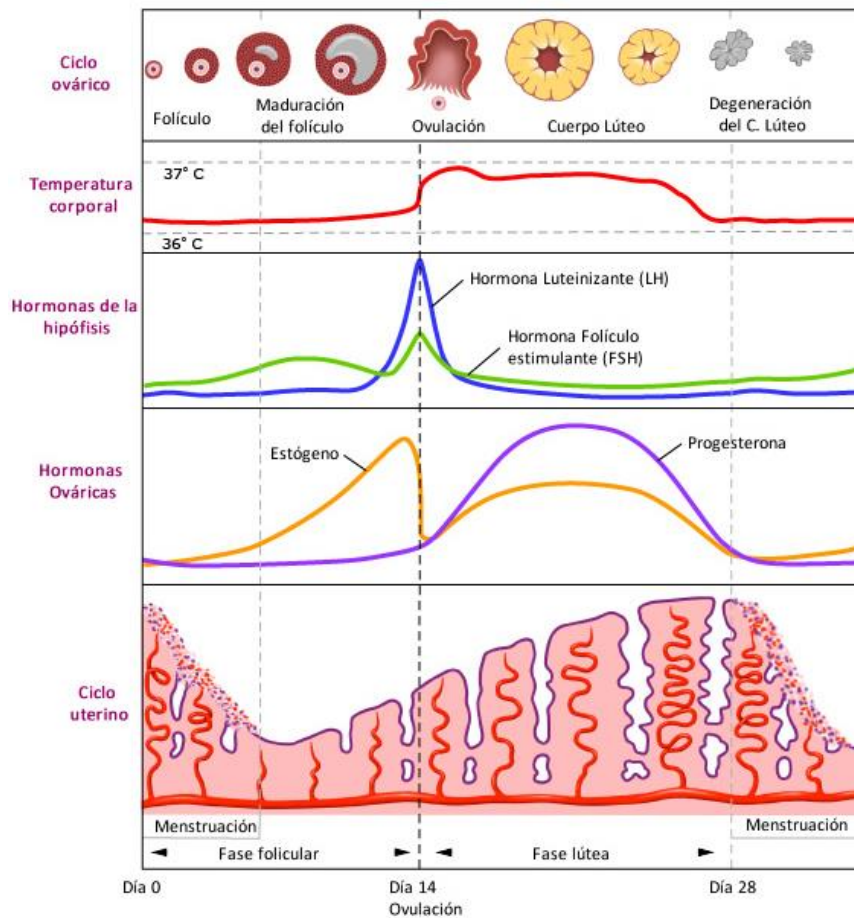 Ciclo
ovárico
Folículo
Maduración
del folículo
Ovulación
Cuerpo Lúteo
Degeneración
del C. Lúteo
Temperatura
corporal
37° C
36° C
Hormonas de la
hipófisis
Hormona Luteinizante (LH)
Hormona Folículo
estimulante (FSH)
Hormonas
Ováricas
Estógeno
Progesterona
Ciclo
uterino
Menstruación
Menstruación
Fase folicular
Fase lútea
Día 0
Día 14
Ovulación
Día 28